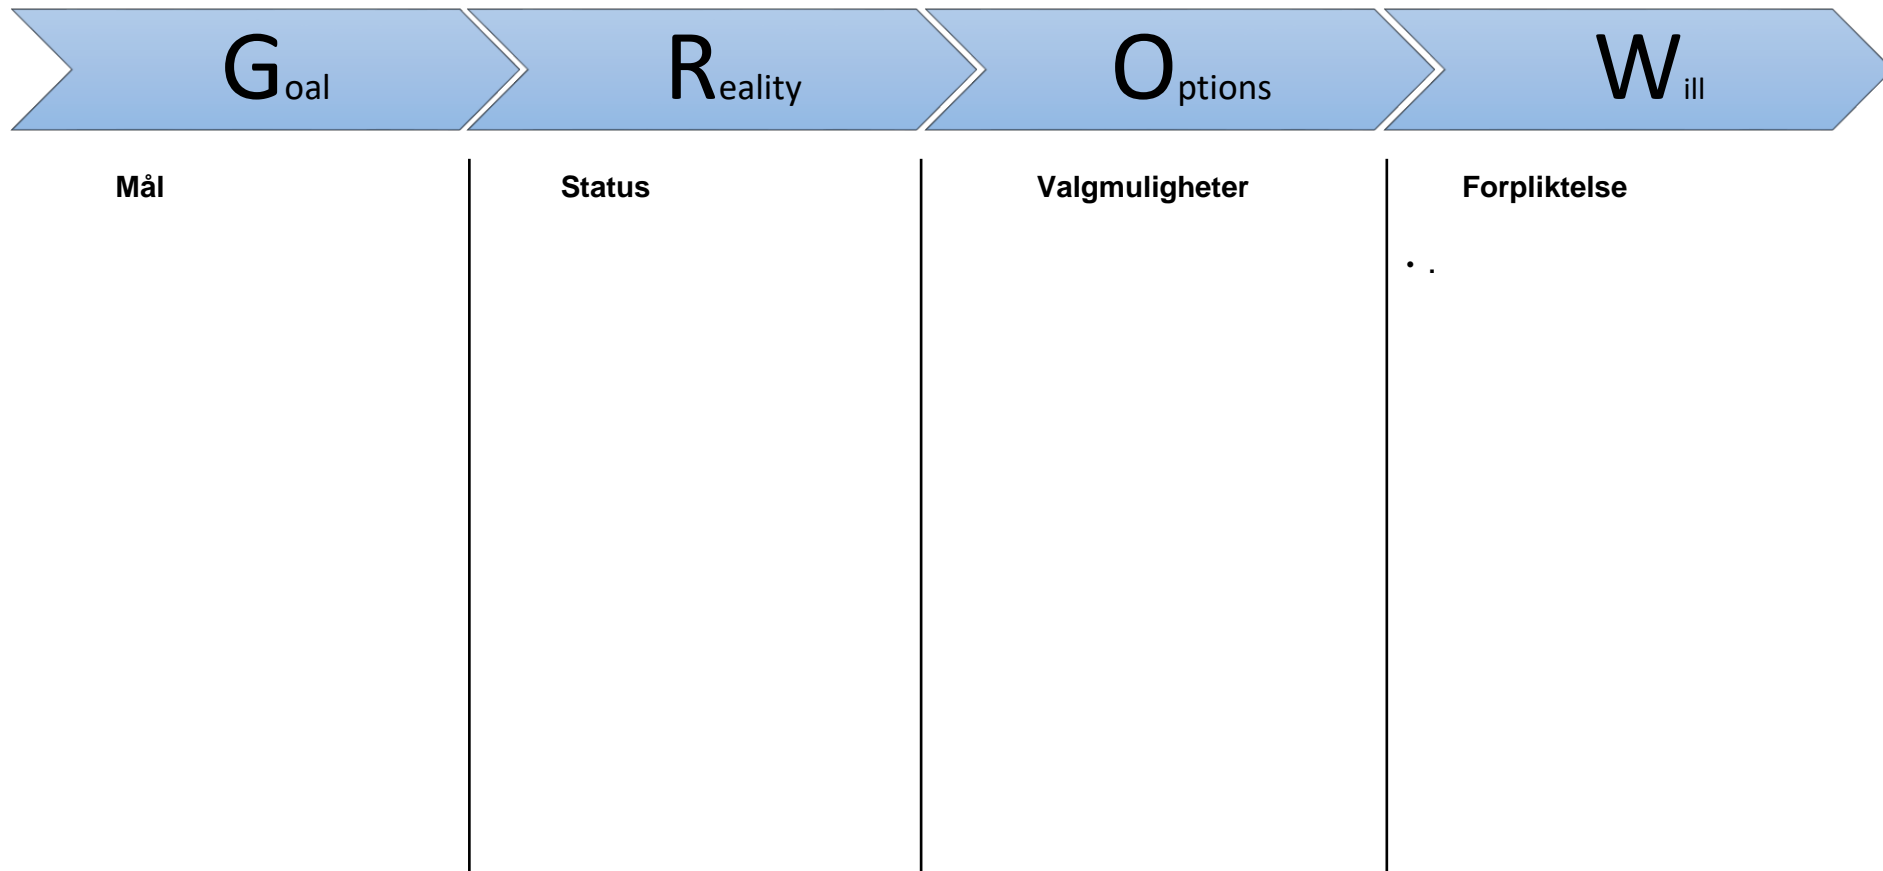 Goal Reality Options Will
Mål Status Valgmuligheter Forpliktelse
• .